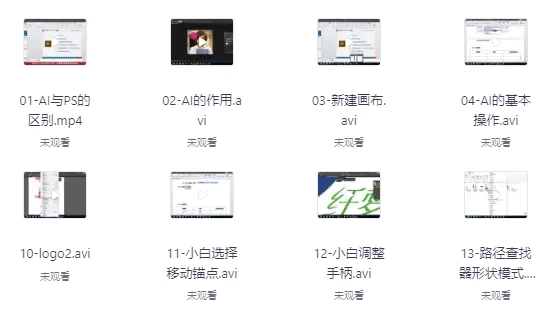 01-AI与PS的
区别.mp4
未观看
02-AI的作用.a
vi
未观看
03-新建画布.
avi
未观看
04-AI的基本
操作.avi
未观看
10-logo2.avi
未观看
11-小白选择
移动锚点.avi
未观看
纤梦
12-小白调整
手柄.avi
未观看
13-路径查找
器形状模式....
未观看